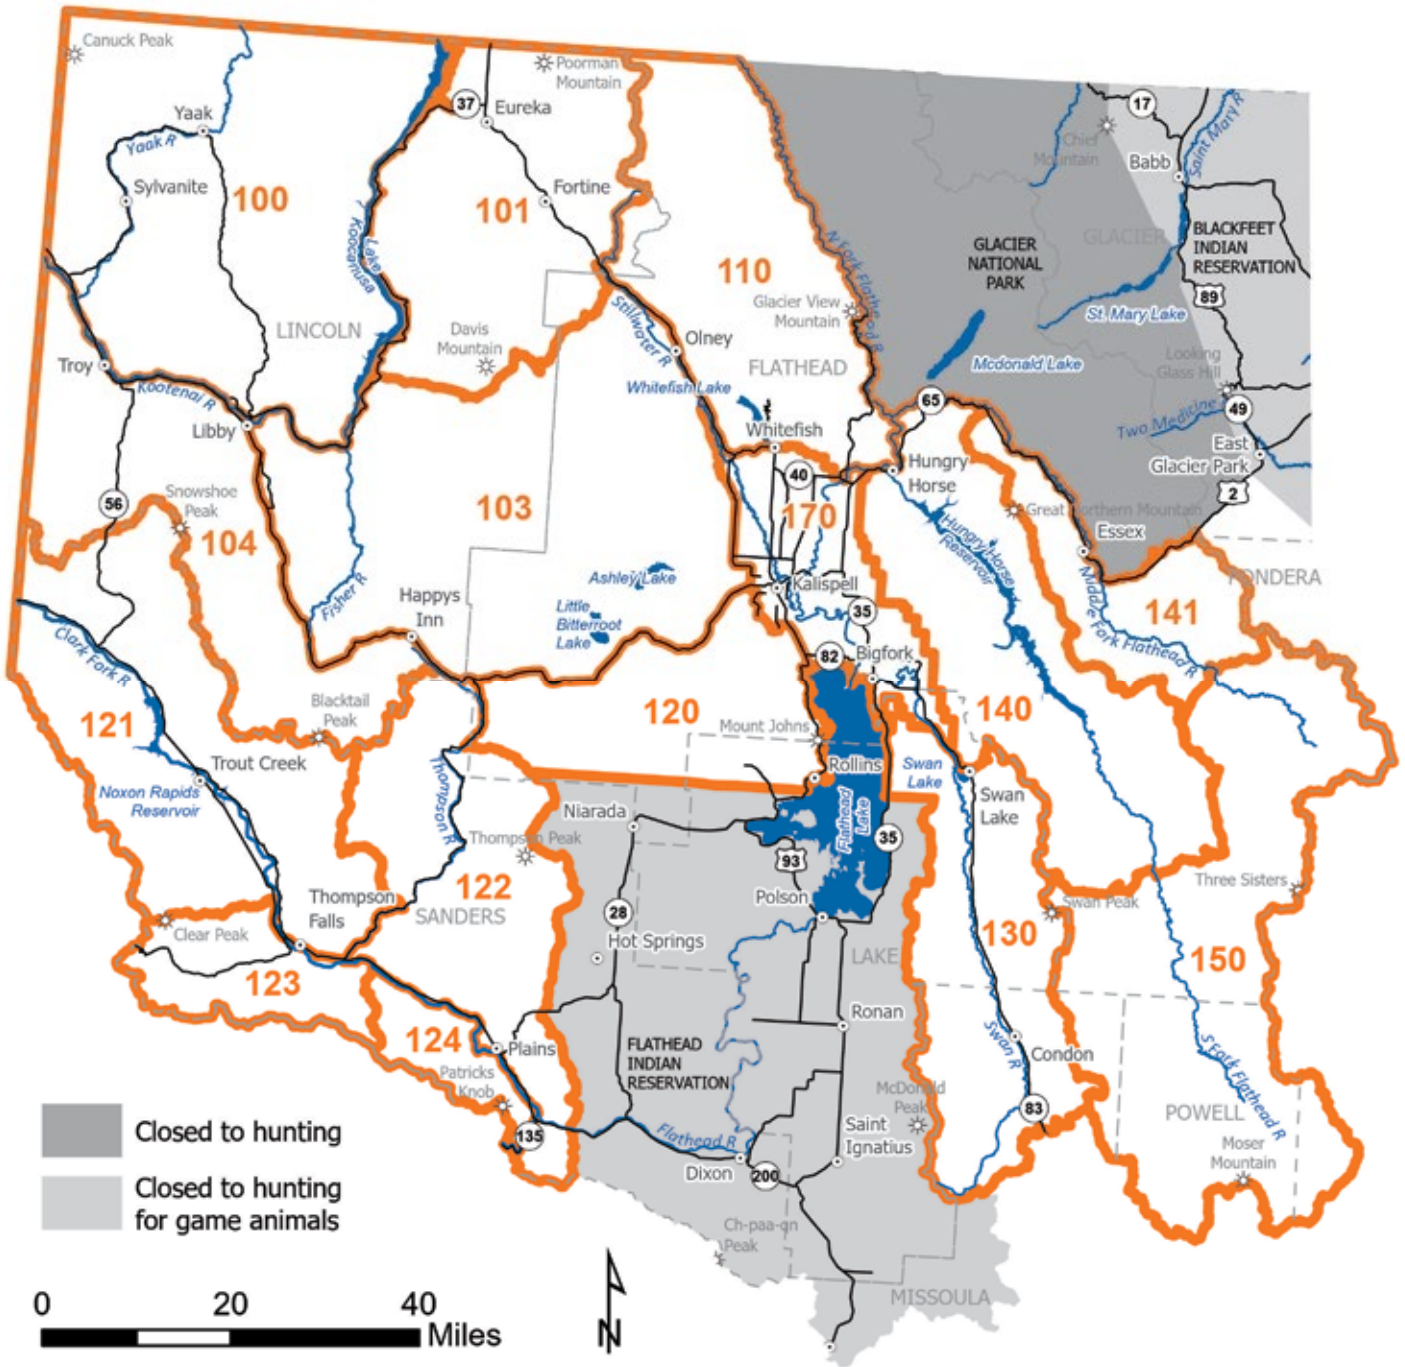 Canuck Peak
Poorman
Mountain
37
Eureka
17
Saint Mary R
Yaak
Yaak R
Chief
Mountain
Babb
Sylvanite
100
Fortine
101
Lake
Koocanusa
N Fork Flathead R
GLACIER
NATIONAL
PARK
GLACIER
BLACKFEET
INDIAN
RESERVATION
110
89
Glacier View
Mountain
St. Mary Lake
LINCOLN
Davis
Mountain
Stillwater R
Olney
FLATHEAD
Mcdonald Lake
Looking
Glass Hill
Troy
Kootenai R
Whitefish Lake
65
Two Medicine
49
Libby
Whitefish
East
Glacier Park
Hungry
Horse
40
2
56
Snowshoe
Peak
103
170
Great Northern Mountain
Hungry Horse
Reservoir
Essex
104
Ashley Lake
Kalispell
PONDERA
Fisher R
Happys
Inn
Little
Bitterroot
Lake
35
141
Middle Fork Flathead R
Clark Fork R
82
Bigfork
121
Blacktail
Peak
120
Mount Johns
140
Trout Creek
Noxon Rapids
Reservoir
Thompson R
Rollins
Swan
Lake
Swan
Lake
Niarada
Flathead
Lake
Thompson Peak
93
35
122
Thompson
Falls
SANDERS
Polson
Three Sisters
Swan Peak
28
Clear Peak
Hot Springs
130
LAKE
150
123
Ronan
124
Plains
FLATHEAD
INDIAN
RESERVATION
Swan R
Condon
S Fork Flathead R
Patricks
Knob
McDonald
Peak
83
POWELL
Closed to hunting
135
Flathead R
Saint
Ignatius
Moser
Mountain
Dixon
200
Closed to hunting
for game animals
Ch-paa-qn
Peak
MISSOULA
0
20
40
Miles
N